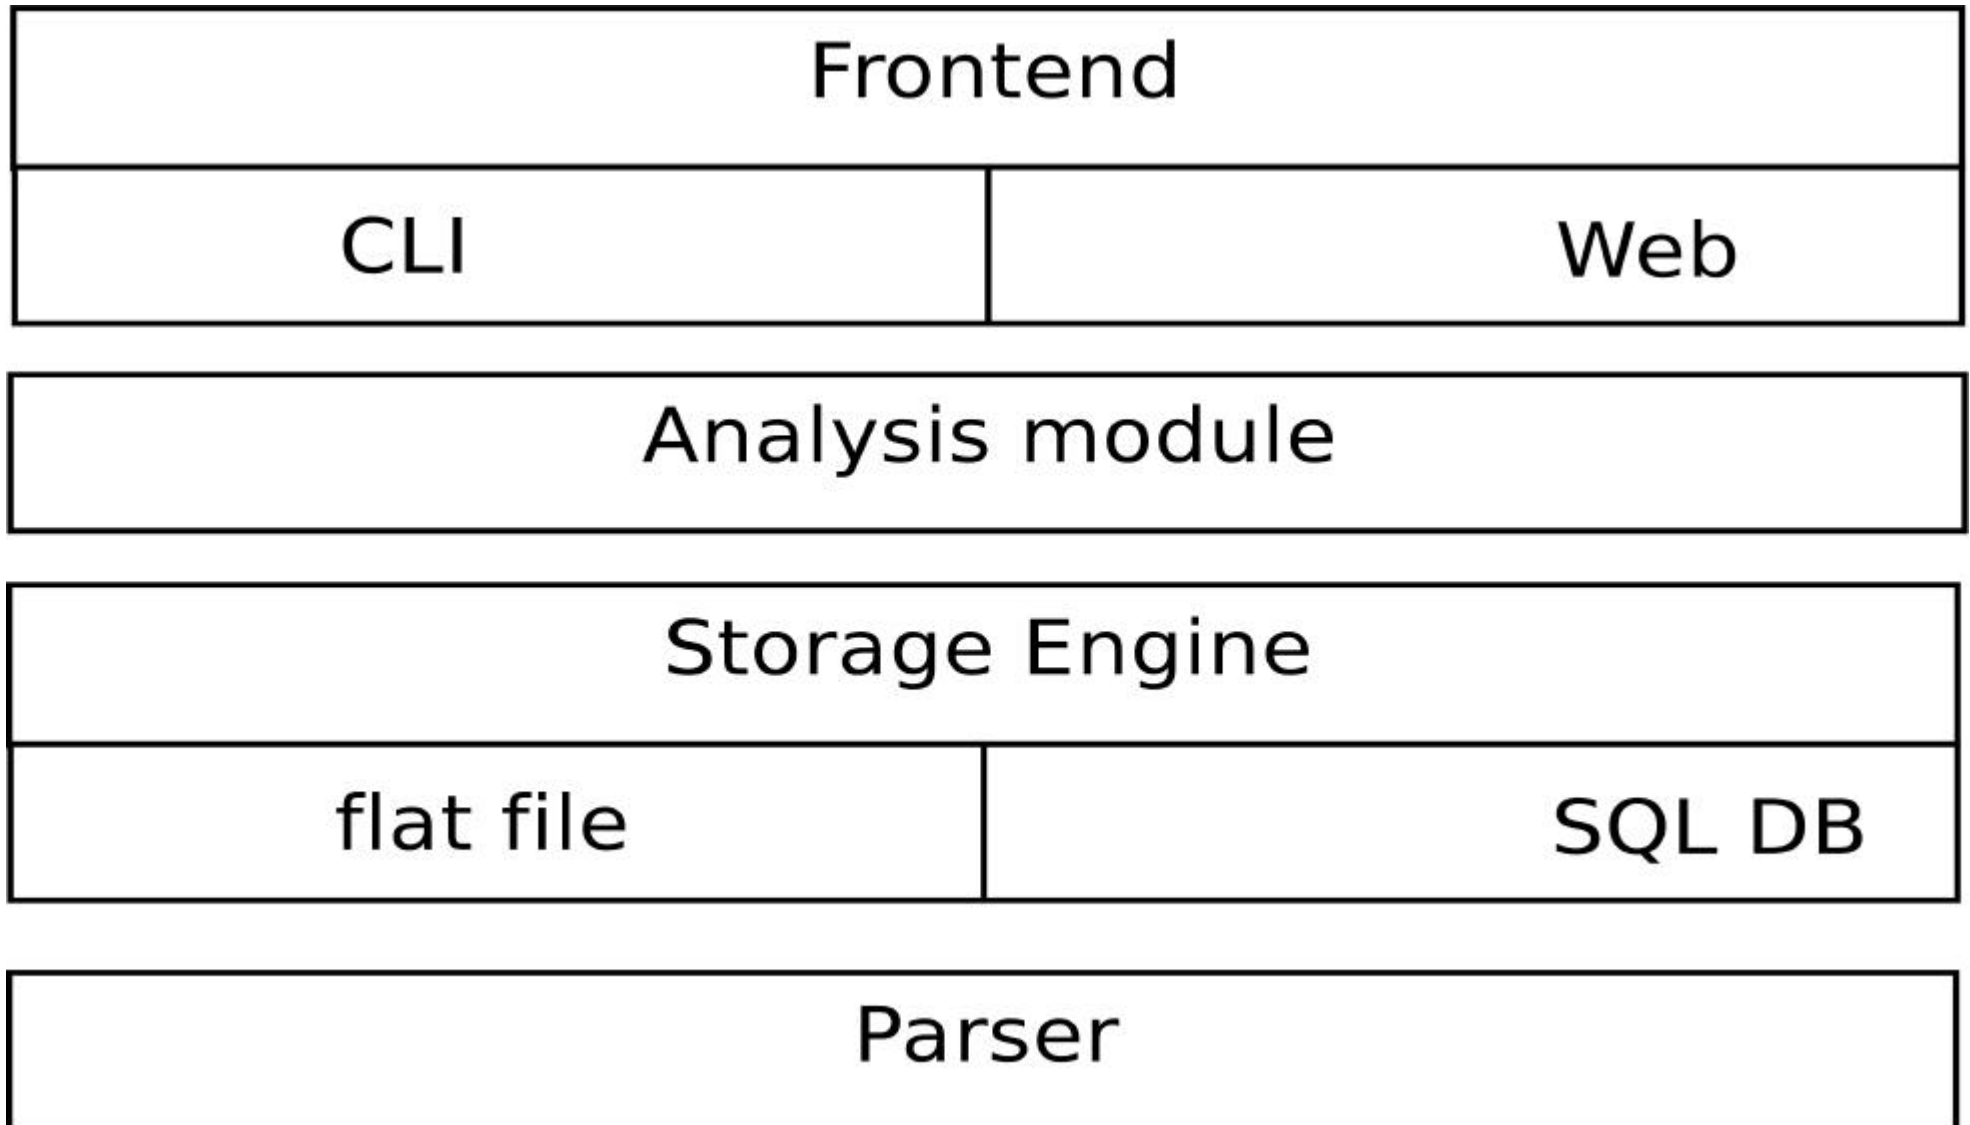 Frontend
CLI Web
Analysis module
Storage Engine
flat file SQL DB
Parser